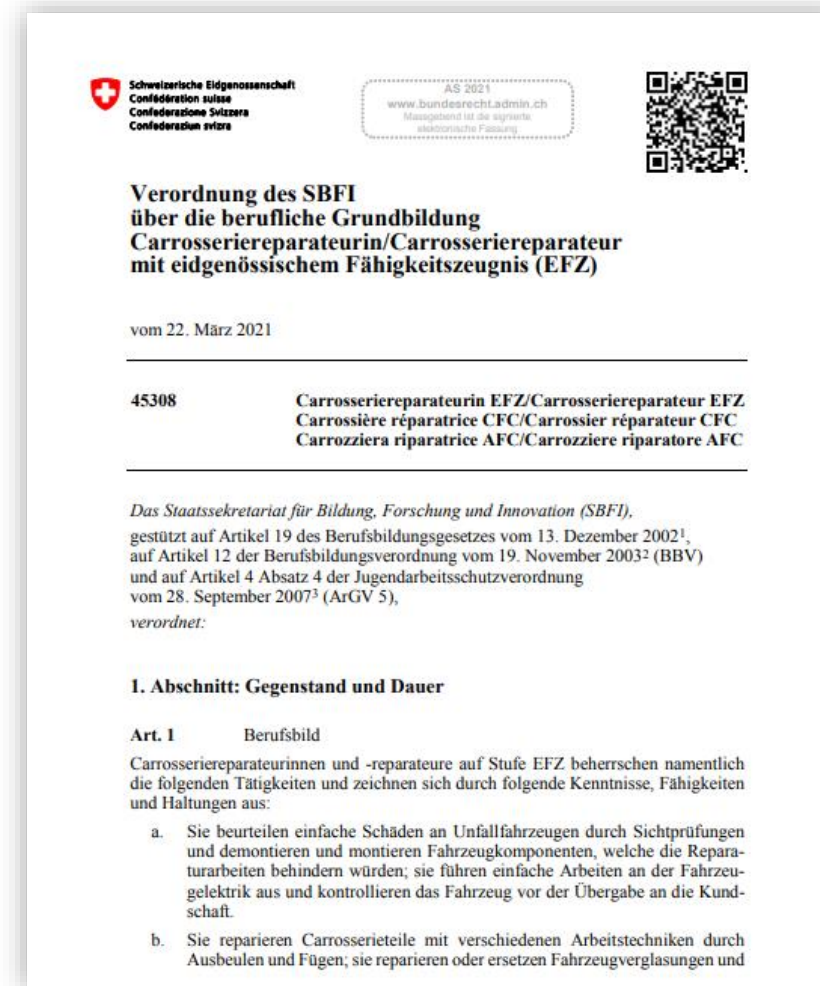 Schweizerische Eidgenossenschaft
Confédération suisse
Confederazione Svizzera
Confederaziun svizra
AS 2021
www.bundesrecht.admin.ch
Massgebend ist die signierte
elektronische Fassung
Verordnung des SBFI
über die berufliche Grundbildung
Carrosseriereparateurin/Carrosseriereparateur
mit eidgenössischem Fähigkeitszeugnis (EFZ)
vom 22. März 2021
45308 Carrosseriereparateurin EFZ/Carrosseriereparateur EFZ
Carrossière réparatrice CFC/Carrossier réparateur CFC
Carrozziera riparatrice AFC/Carrozziere riparatore AFC
Das Staatssekretariat für Bildung, Forschung und Innovation (SBFI),
gestützt auf Artikel 19 des Berufsbildungsgesetzes vom 13. Dezember 2002¹,
auf Artikel 12 der Berufsbildungsverordnung vom 19. November 2003² (BBV)
und auf Artikel 4 Absatz 4 der Jugendarbeitsschutzverordnung
vom 28. September 2007³ (ArGV 5),
verordnet:
1. Abschnitt: Gegenstand und Dauer
Art. 1 Berufsbild
Carrosseriereparateurinnen und -reparateure auf Stufe EFZ beherrschen namentlich
die folgenden Tätigkeiten und zeichnen sich durch folgende Kenntnisse, Fähigkeiten
und Haltungen aus:
a. Sie beurteilen einfache Schäden an Unfallfahrzeugen durch Sichtprüfungen
und demontieren und montieren Fahrzeugkomponenten, welche die Repara-
turarbeiten behindern würden; sie führen einfache Arbeiten an der Fahrzeu-
gelektrik aus und kontrollieren das Fahrzeug vor der Übergabe an die Kund-
schaft.
b. Sie reparieren Carrosserieteile mit verschiedenen Arbeitstechniken durch
Ausbeulen und Fügen; sie reparieren oder ersetzen Fahrzeugverglasungen und